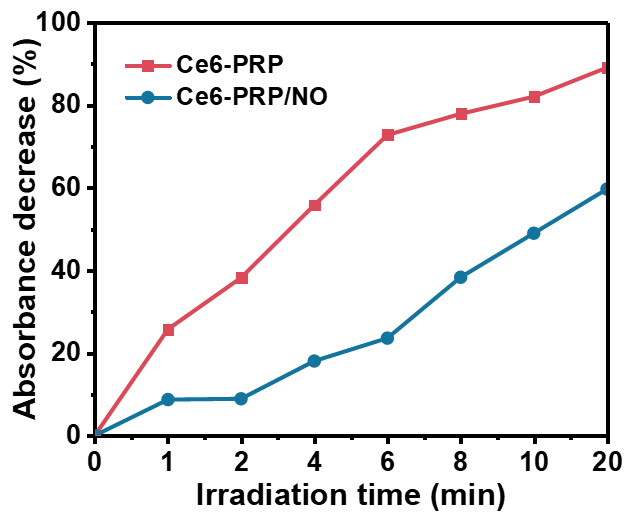 Absorbance decrease (%)
100
80
60
40
20
0
Ce6-PRP
Ce6-PRP/NO
0 1 2 4 6 8 10 20
Irradiation time (min)